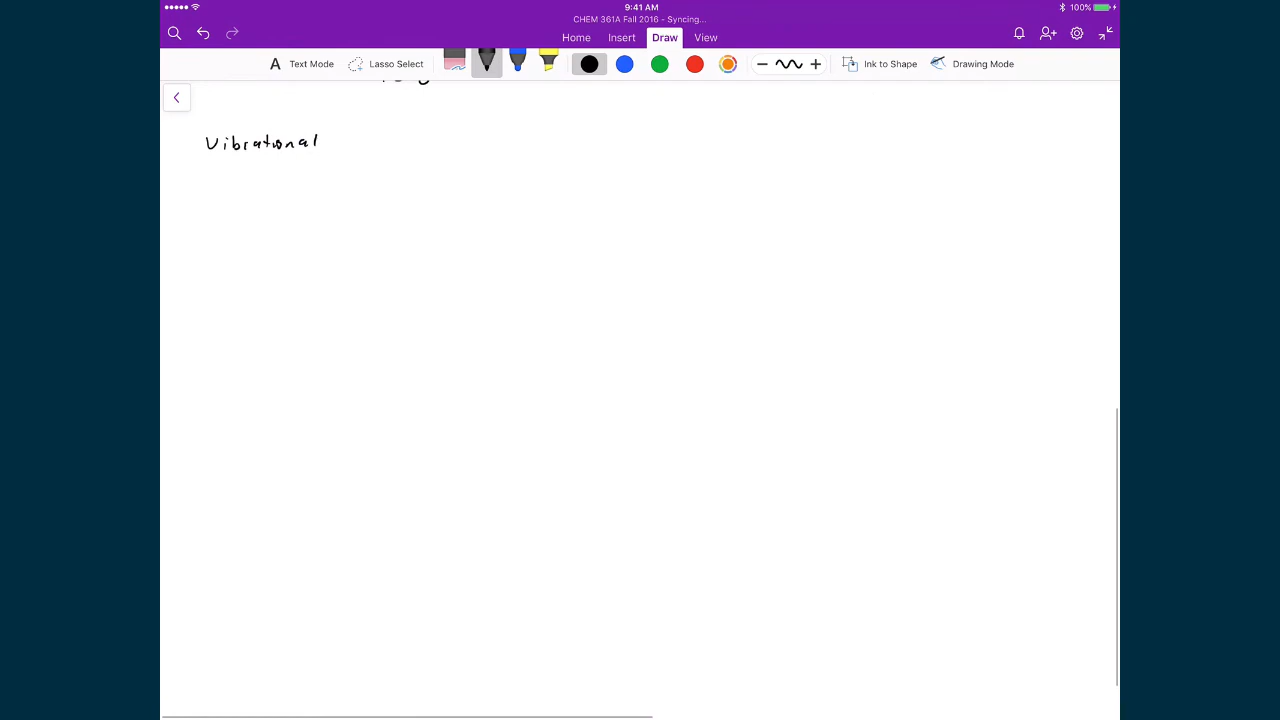 9:41 AM
100%
CHEM 361A Fall 2016 - Syncing...
Home Insert Draw View
A Text Mode Lasso Select Ink to Shape Drawing Mode
Vibrational